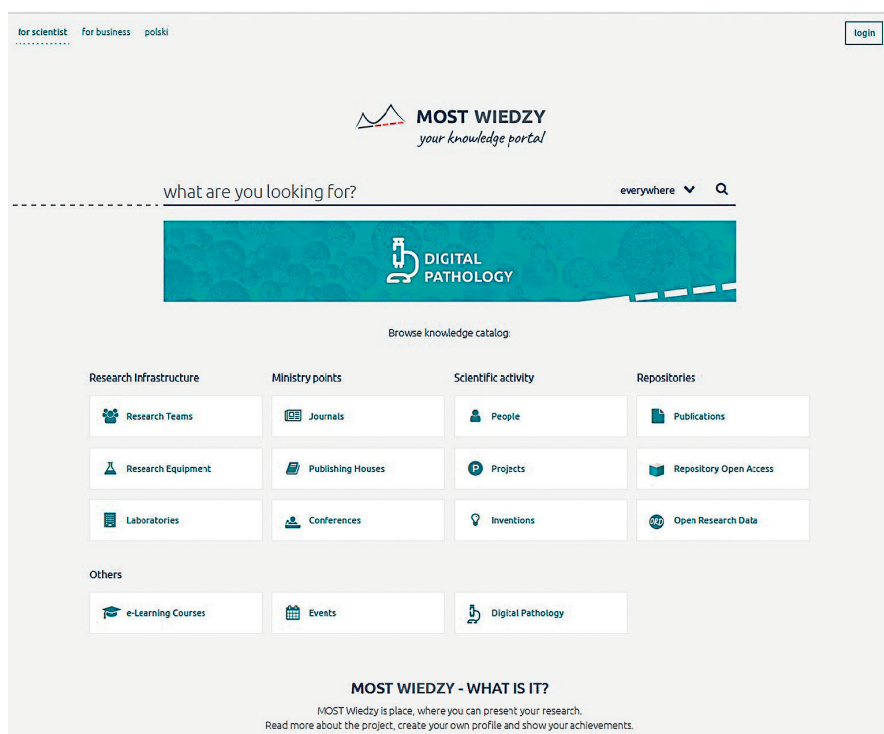 for scientist for business polski login
MOST WIEDZY
your knowledge portal
what are you looking for? everywhere
DIGITAL
PATHOLOGY
Browse knowledge catalog:
Research Infrastructure Ministry points Scientific activity Repositories
Research Teams Journals People Publications
Research Equipment Publishing Houses P Projects Repository Open Access
Laboratories Conferences Inventions ORD Open Research Data
Others
e-Learning Courses Events Digital Pathology
MOST WIEDZY - WHAT IS IT?
MOST Wiedzy is place, where you can present your research.
Read more about the project, create your own profile and show your achievements.